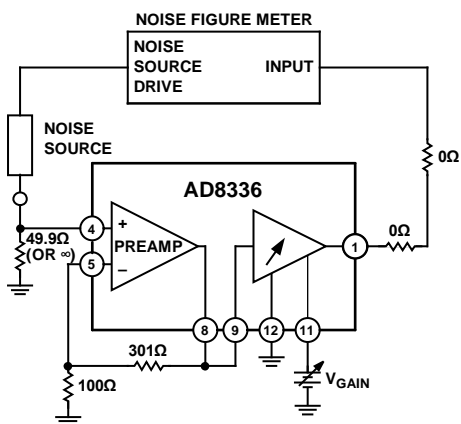 NOISE FIGURE METER
NOISE
SOURCE
DRIVE
INPUT
NOISE
SOURCE
0Ω
AD8336
49.9Ω
(OR ∞)
4
+
PREAMP
5
–
1
0Ω
8
9
12
11
301Ω
100Ω
VGAIN